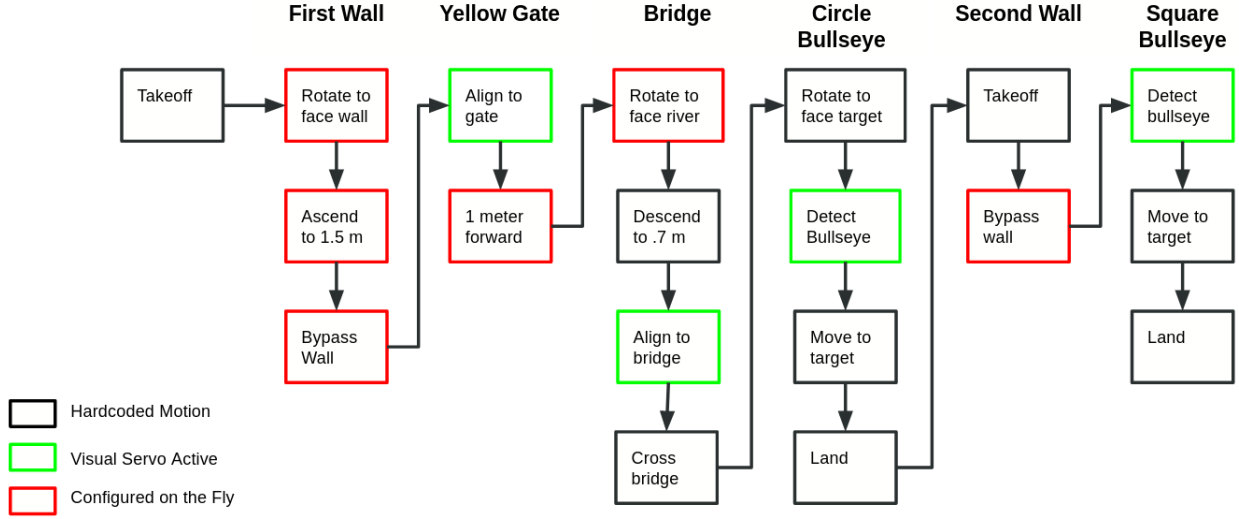 First Wall
Yellow Gate
Bridge
Circle
Bullseye
Second Wall
Square
Bullseye
Takeoff
Rotate to
face wall
Ascend
to 1.5 m
Bypass
Wall
Align to
gate
1 meter
forward
Rotate to
face river
Descend
to .7 m
Align to
bridge
Cross
bridge
Rotate to
face target
Detect
Bullseye
Move to
target
Land
Takeoff
Bypass
wall
Detect
bullseye
Move to
target
Land
Hardcoded Motion
Visual Servo Active
Configured on the Fly